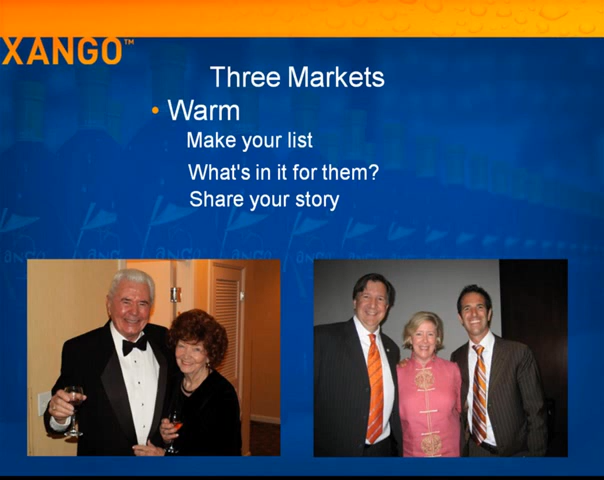 XANGO™
Three Markets
• Warm
Make your list
What's in it for them?
Share your story